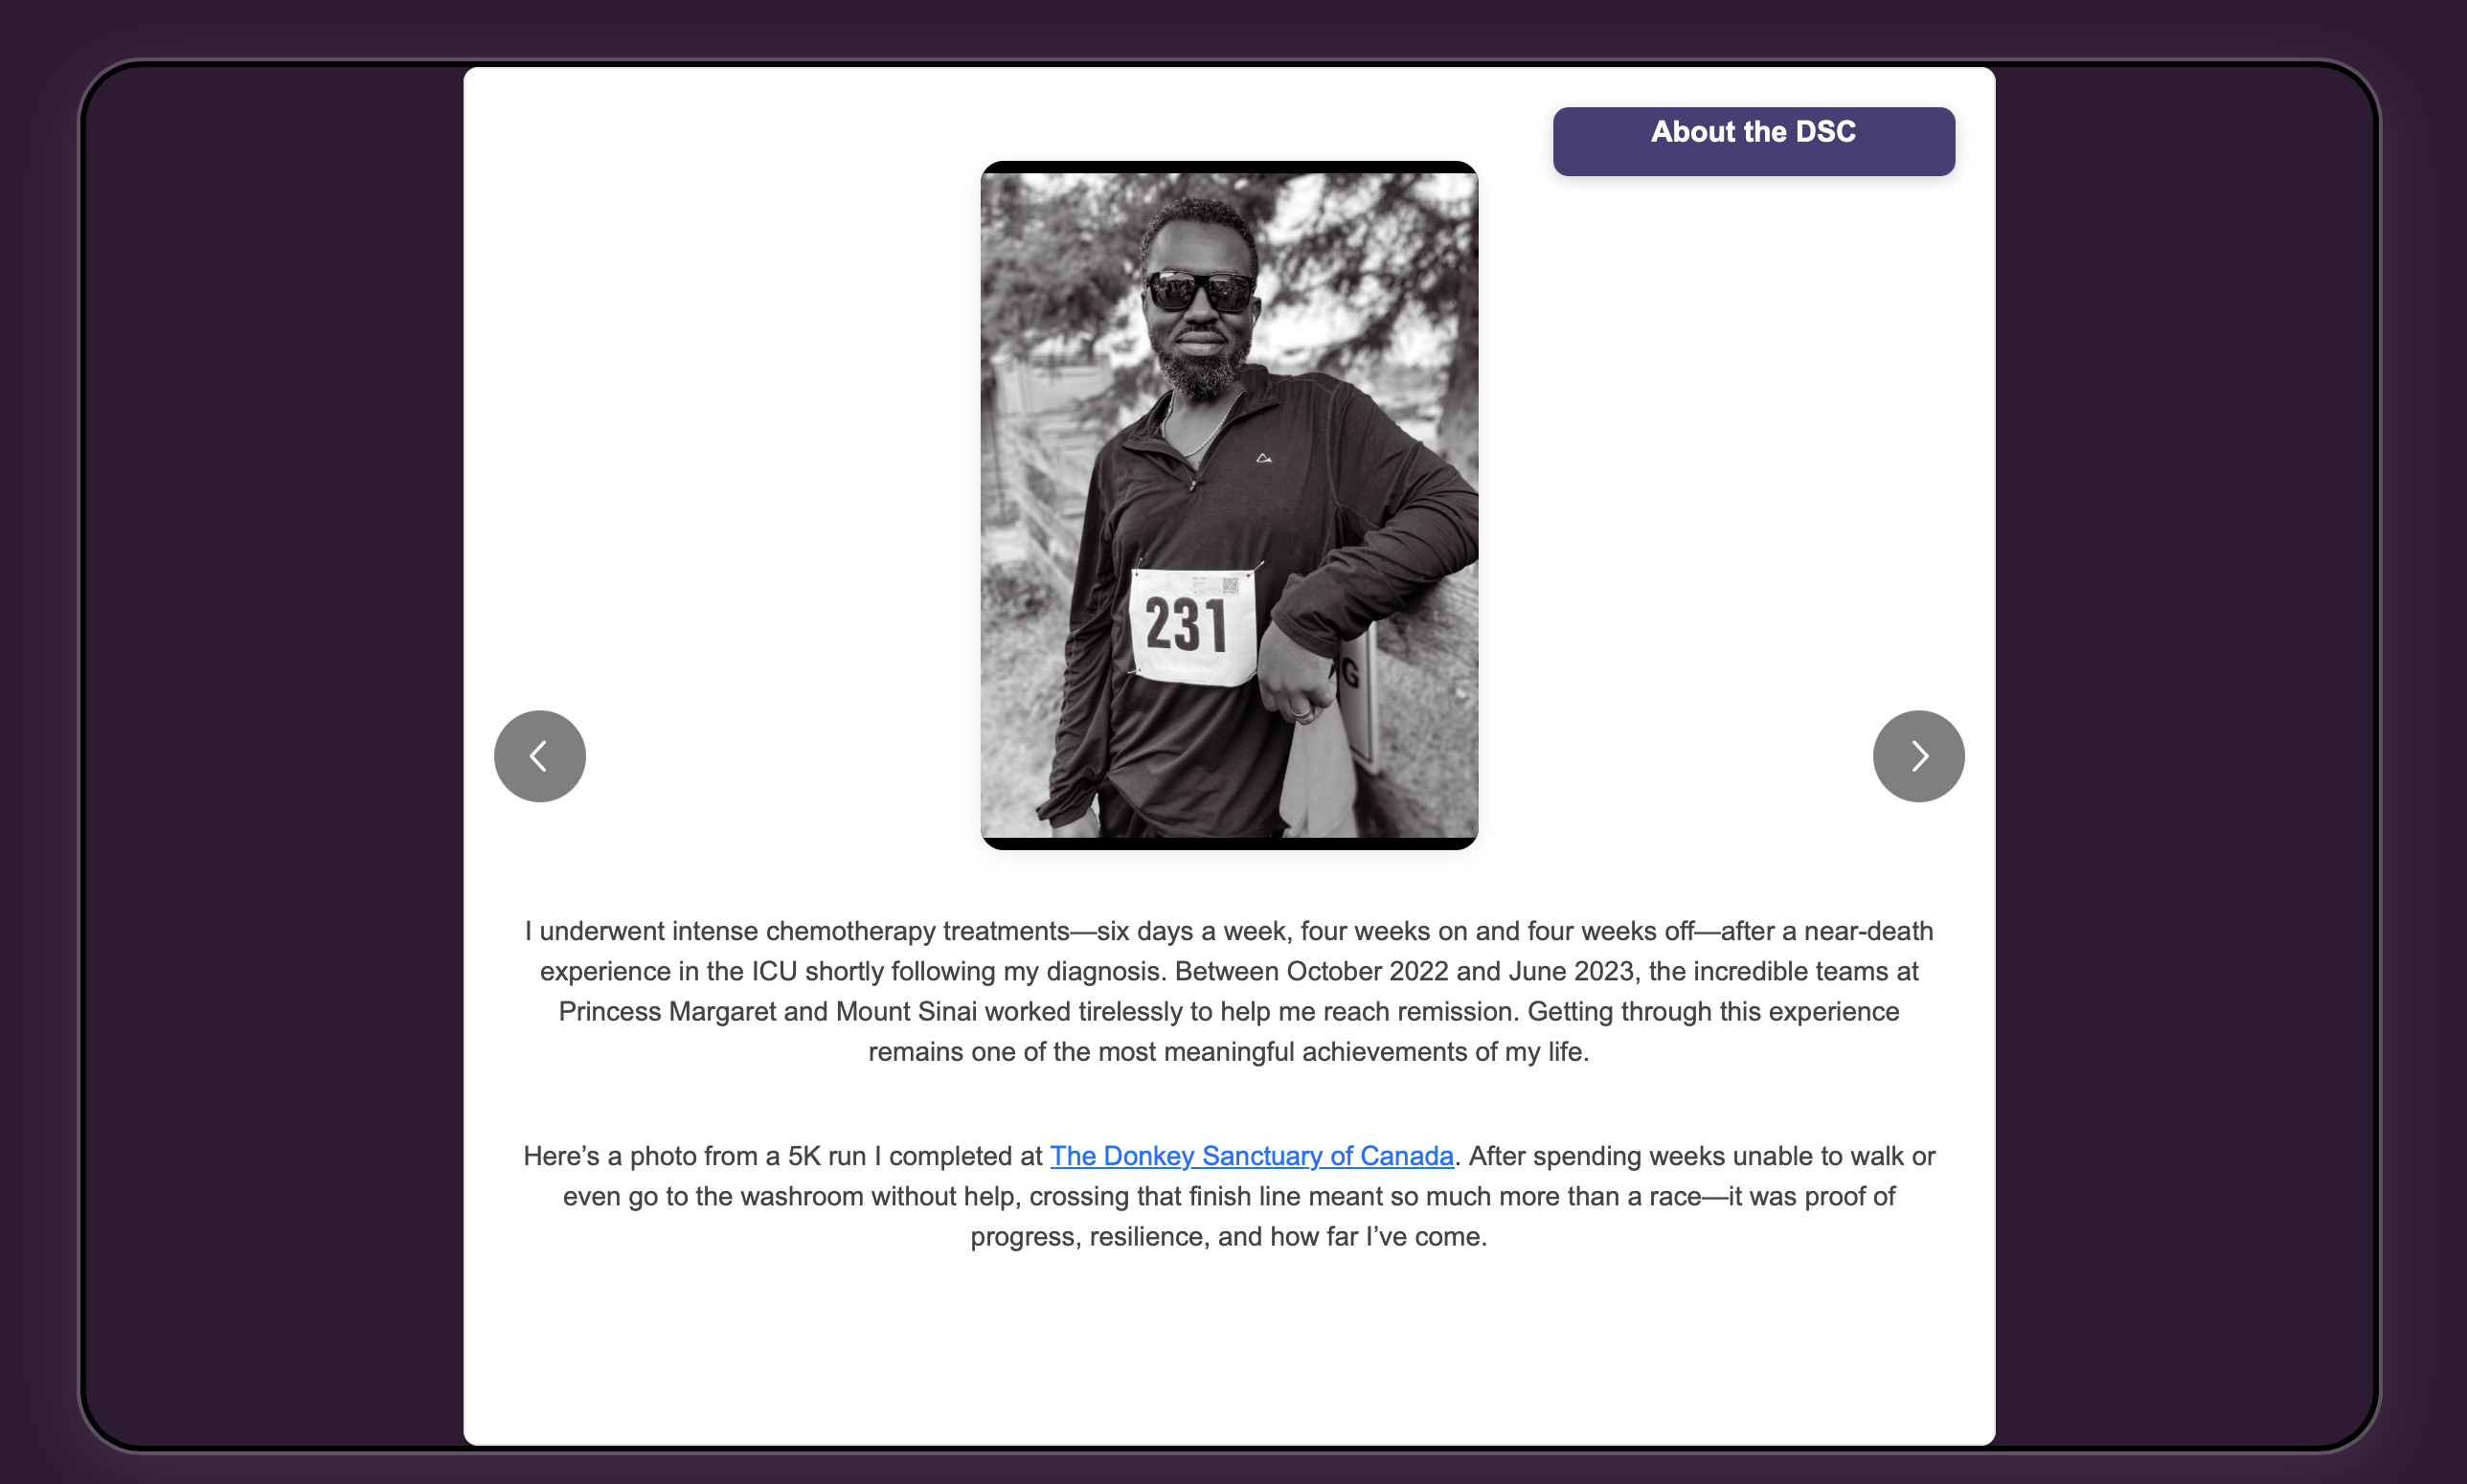 About the DSC
231
G
I underwent intense chemotherapy treatments—six days a week, four weeks on and four weeks off—after a near-death
experience in the ICU shortly following my diagnosis. Between October 2022 and June 2023, the incredible teams at
Princess Margaret and Mount Sinai worked tirelessly to help me reach remission. Getting through this experience
remains one of the most meaningful achievements of my life.
Here’s a photo from a 5K run I completed at The Donkey Sanctuary of Canada. After spending weeks unable to walk or
even go to the washroom without help, crossing that finish line meant so much more than a race—it was proof of
progress, resilience, and how far I’ve come.